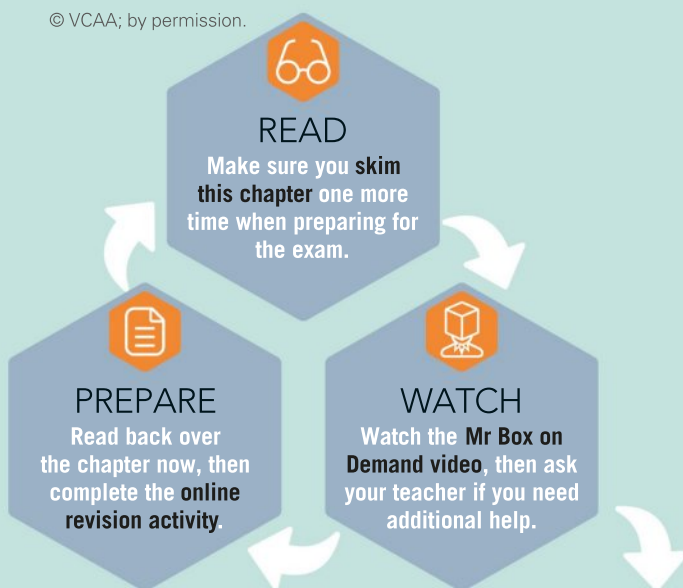 © VCAA; by permission.
READ
Make sure you skim
this chapter one more
time when preparing for
the exam.
PREPARE
Read back over
the chapter now, then
complete the online
revision activity.
WATCH
Watch the Mr Box on
Demand video, then ask
your teacher if you need
additional help.